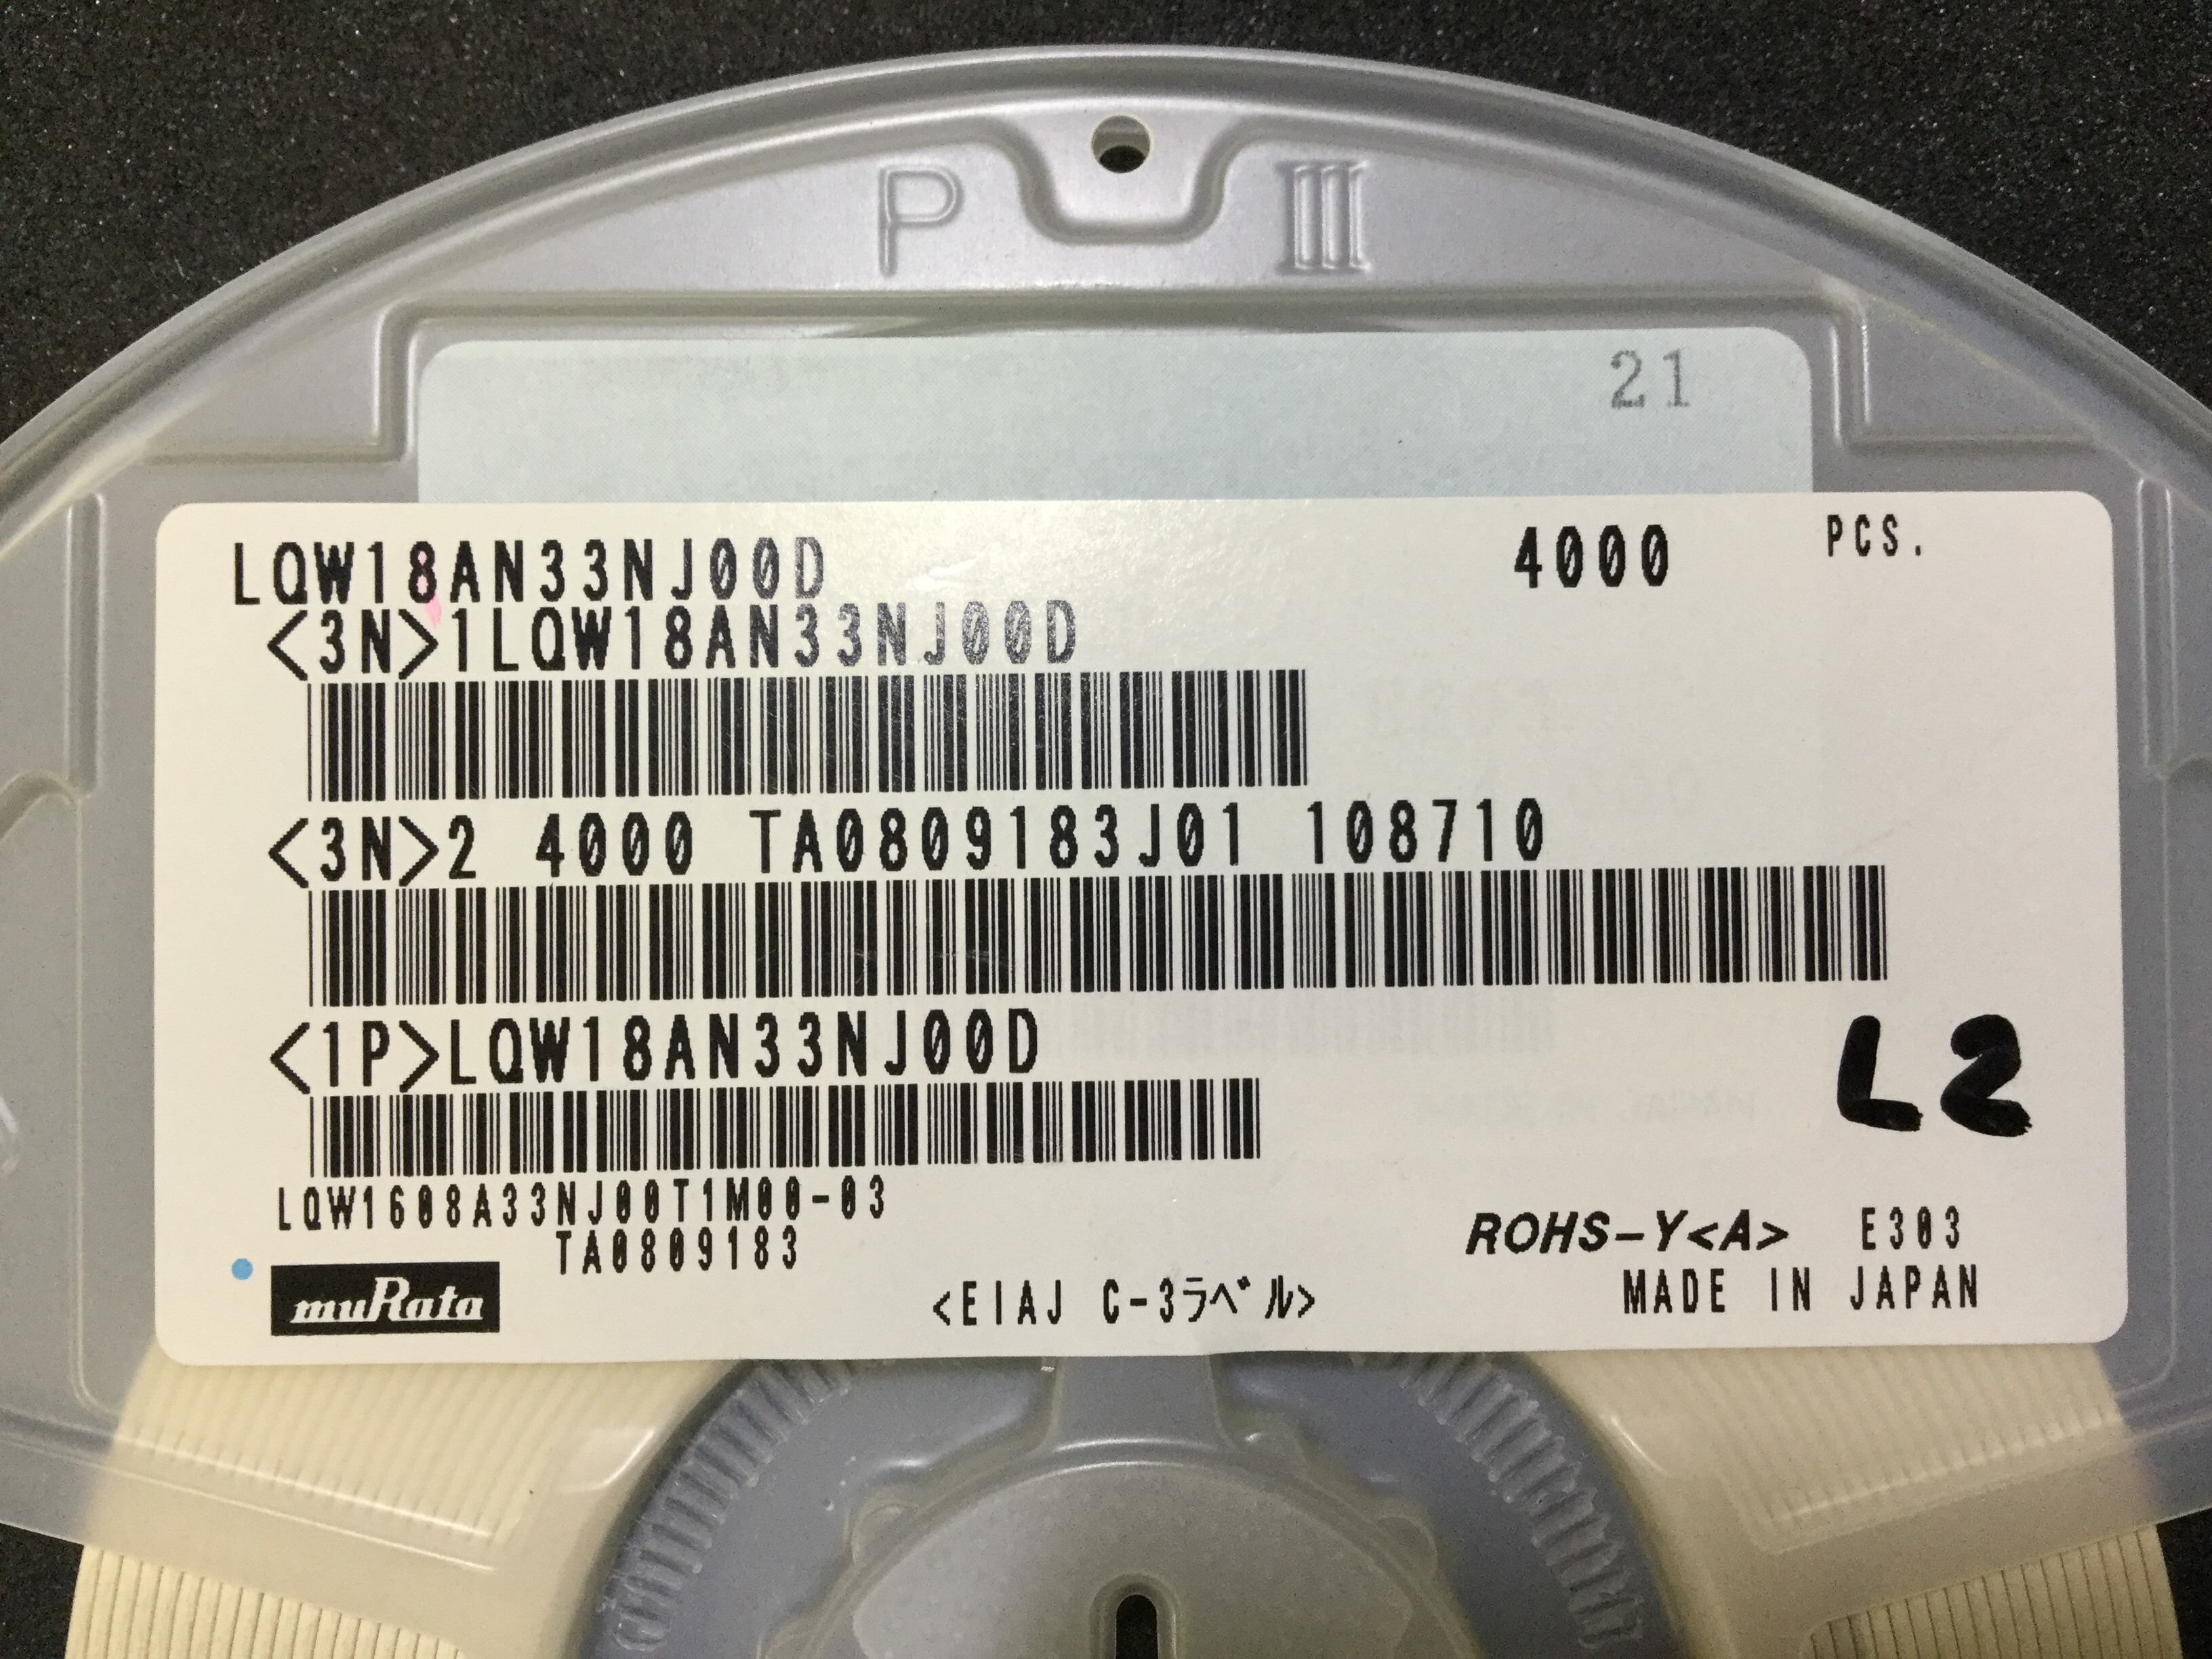 P III
21
LQW18AN33NJ00D 4000 PCS.
<3N>1LQW18AN33NJ00D
<3N>2 4000 TA0809183J01 108710
<1P>LQW18AN33NJ00D
L2
LQW1608A33NJ00T1M00-03
TA0809183
ROHS-Y<A> E303
muRata
<EIAJ C-3ラベル>
MADE IN JAPAN